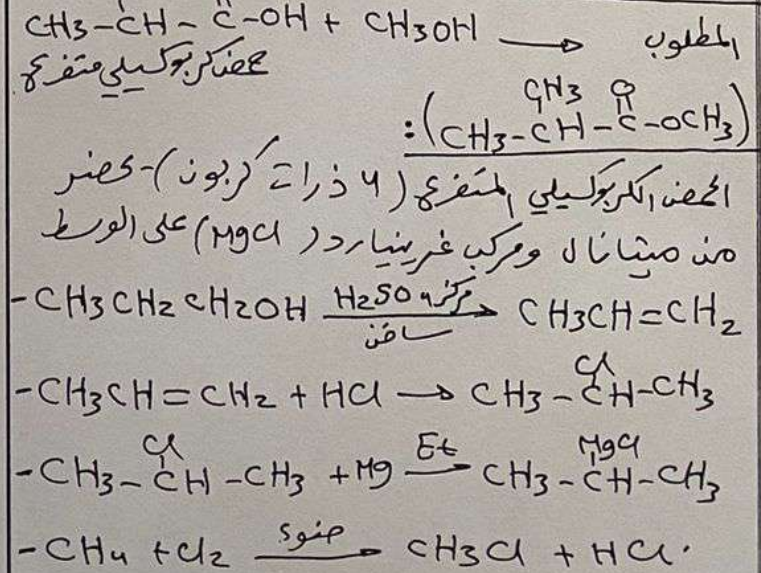 CH3-CH-C-OH + CH3OH → المطلوب
حمض كربوكسيلي متفرع
CH3 O
(CH3-CH-C-OCH3):
الحمض الكربوكسيلي المتفرع (4 ذرات كربون) - حضر
من ميثانال ومركب غرينيارد (MgCl) على الوسط
-CH3CH2CH2OH H2SO4 مركز ساخن → CH3CH=CH2
Cl
-CH3CH=CH2 + HCl → CH3-CH-CH3
Cl MgCl
-CH3-CH-CH3 + Mg Et → CH3-CH-CH3
-CH4 + Cl2 ضوء → CH3Cl + HCl.